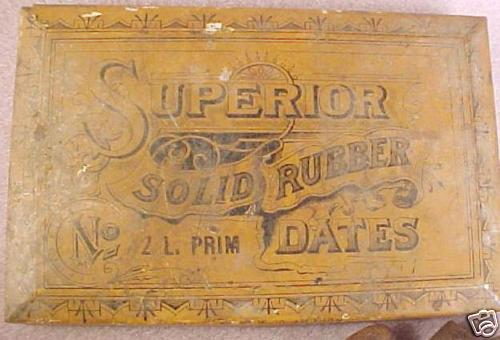 SUPERIOR
SOLID RUBBER
No 2 L. PRIM DATES